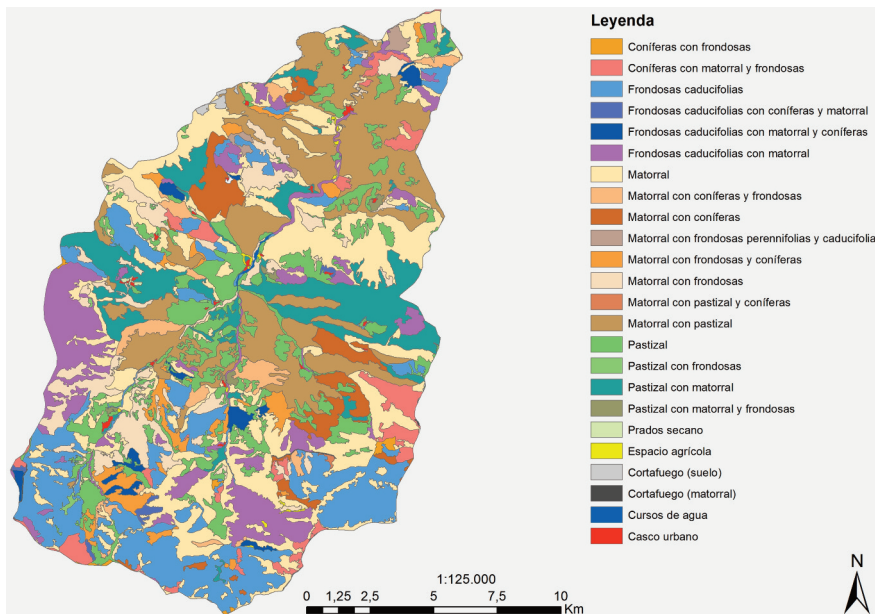 Leyenda
Coníferas con frondosas
Coníferas con matorral y frondosas
Frondosas caducifolias
Frondosas caducifolias con coníferas y matorral
Frondosas caducifolias con matorral y coníferas
Frondosas caducifolias con matorral
Matorral
Matorral con coníferas y frondosas
Matorral con coníferas
Matorral con frondosas perennifolias y caducifolia
Matorral con frondosas y coníferas
Matorral con frondosas
Matorral con pastizal y coníferas
Matorral con pastizal
Pastizal
Pastizal con frondosas
Pastizal con matorral
Pastizal con matorral y frondosas
Prados secano
Espacio agrícola
Cortafuego (suelo)
Cortafuego (matorral)
Cursos de agua
Casco urbano
N
1:125.000
0 1,25 2,5 5 7,5 10
Km